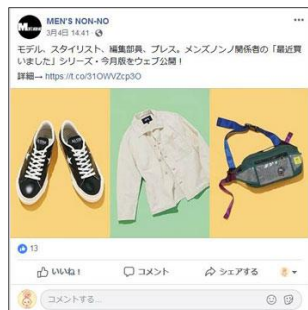 MEN'S NON-NO
3月4日 14:41
モデル、スタイリスト、編集部員、プレス。メンズノンノ関係者の「最近買
いました」シリーズ・今月版をウェブ公開！
詳細→ https://t.co/31OWVZcp3O
13
いいね！ コメント シェアする
コメントする...